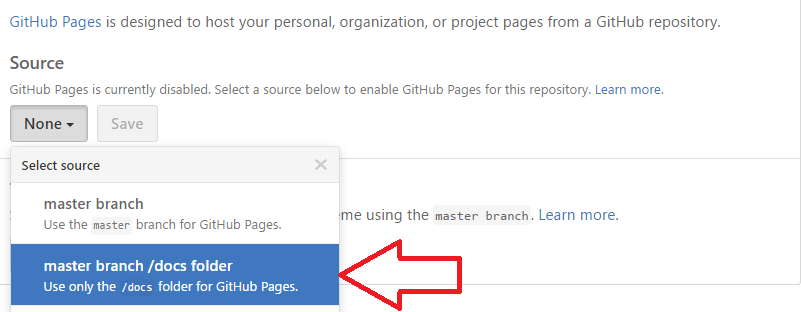 GitHub Pages is designed to host your personal, organization, or project pages from a GitHub repository.
Source
GitHub Pages is currently disabled. Select a source below to enable GitHub Pages for this repository. Learn more.
None Save
Select source
master branch
Use the master branch for GitHub Pages.
using the master branch. Learn more.
master branch /docs folder
Use only the /docs folder for GitHub Pages.